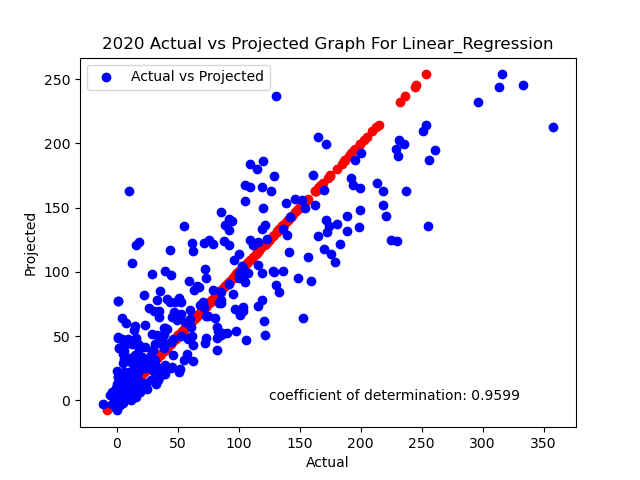 2020 Actual vs Projected Graph For Linear_Regression
Actual vs Projected
250
200
150
100
50
0
Projected
coefficient of determination: 0.9599
0 50 100 150 200 250 300 350
Actual